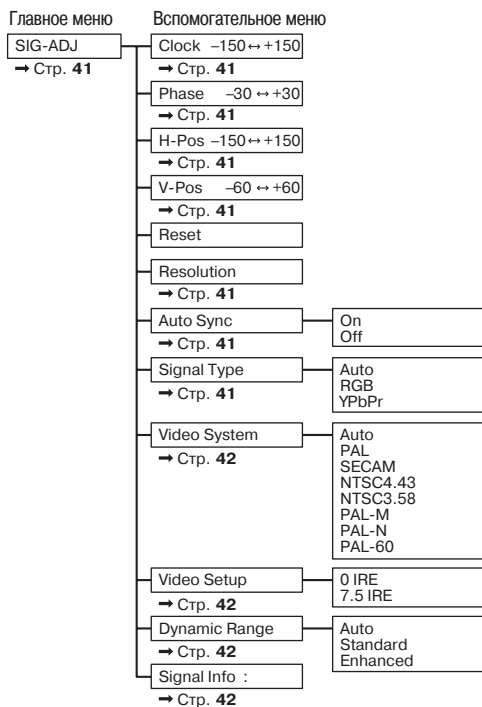 Главное меню Вспомогательное меню
SIG-ADJ
➞ Стр. 41
Clock –150↔+150
➞ Стр. 41
Phase –30 ↔ +30
➞ Стр. 41
H-Pos –150↔+150
➞ Стр. 41
V-Pos –60 ↔ +60
➞ Стр. 41
Reset
Resolution
➞ Стр. 41
Auto Sync
➞ Стр. 41
On
Off
Signal Type
➞ Стр. 41
Auto
RGB
YPbPr
Video System
➞ Стр. 42
Auto
PAL
SECAM
NTSC4.43
NTSC3.58
PAL-M
PAL-N
PAL-60
Video Setup
➞ Стр. 42
0 IRE
7.5 IRE
Dynamic Range
➞ Стр. 42
Auto
Standard
Enhanced
Signal Info :
➞ Стр. 42